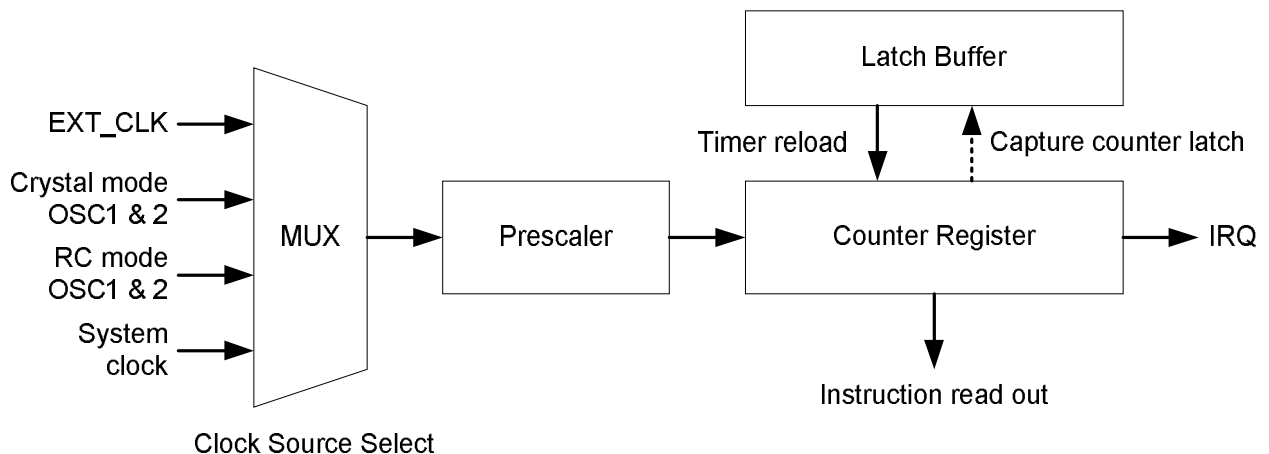 Latch Buffer
EXT_CLK
Timer reload
Capture counter latch
Crystal mode
OSC1 & 2
MUX
Prescaler
Counter Register
IRQ
RC mode
OSC1 & 2
System
clock
Instruction read out
Clock Source Select